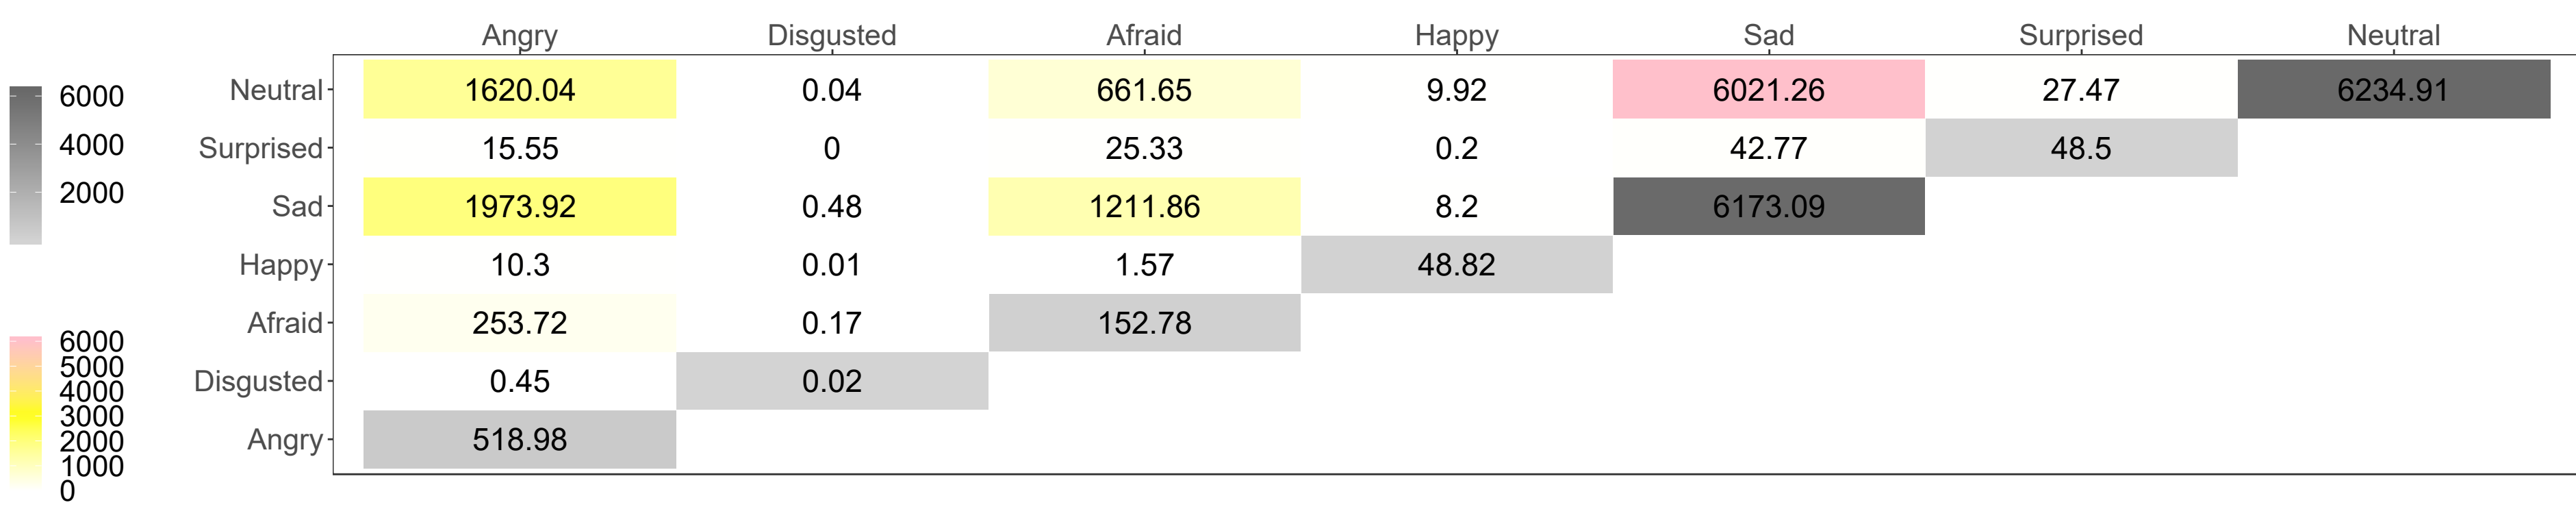 Angry Disgusted Afraid Happy Sad Surprised Neutral
Neutral 1620.04 0.04 661.65 9.92 6021.26 27.47 6234.91
Surprised 15.55 0 25.33 0.2 42.77 48.5
Sad 1973.92 0.48 1211.86 8.2 6173.09
Happy 10.3 0.01 1.57 48.82
Afraid 253.72 0.17 152.78
Disgusted 0.45 0.02
Angry 518.98
6000
4000
2000
6000
5000
4000
3000
2000
1000
0